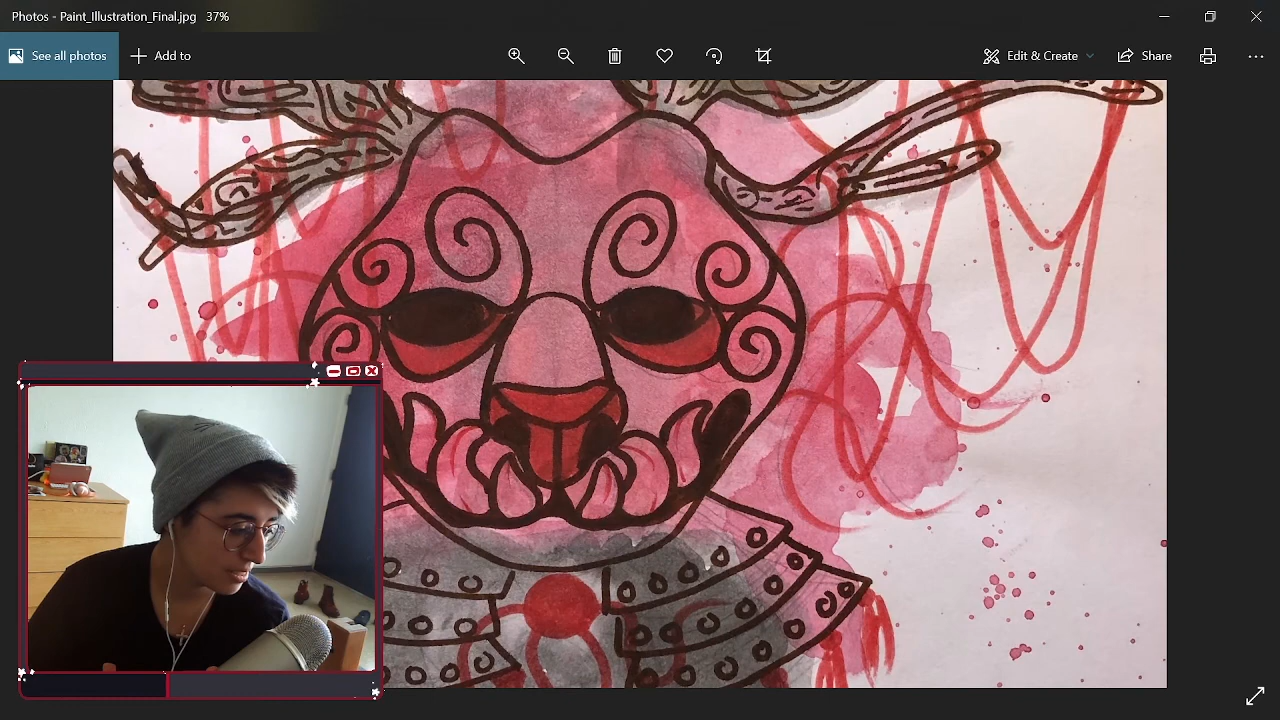 Photos - Paint_Illustration_Final.jpg 37%
See all photos
Add to
Edit & Create
Share